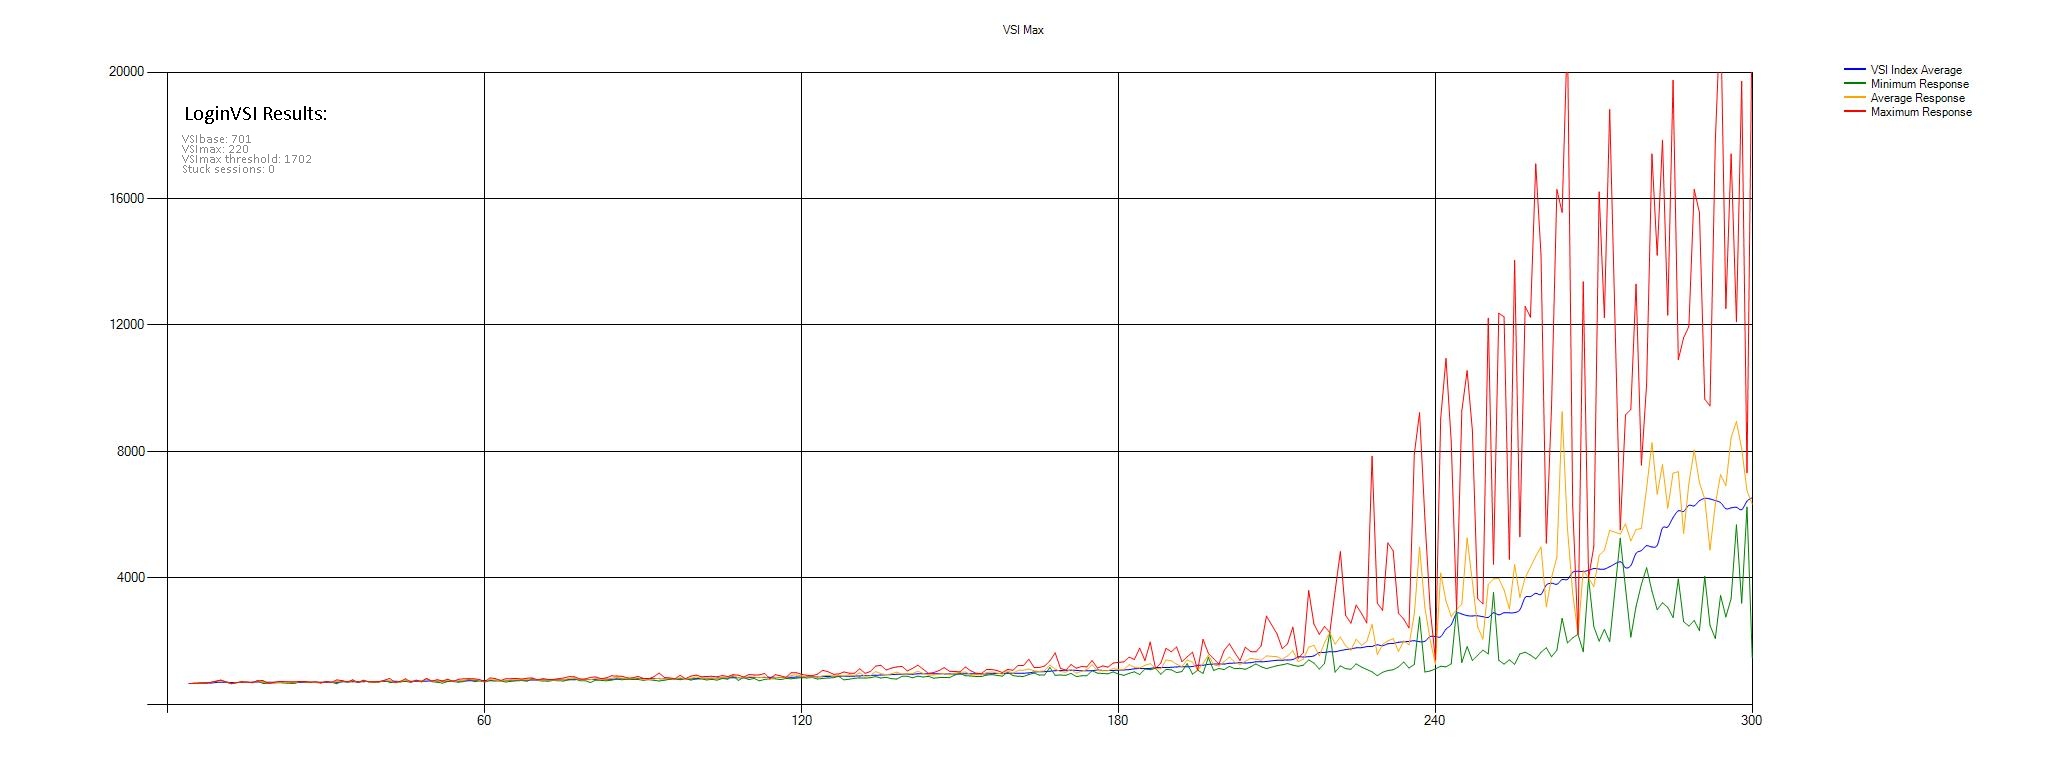 VSI Max
20000
16000
12000
8000
4000
LoginVSI Results:
VSIbase: 701
VSImax: 220
VSImax threshold: 1702
Stuck sessions: 0
60
120
180
240
300
VSI Index Average
Minimum Response
Average Response
Maximum Response